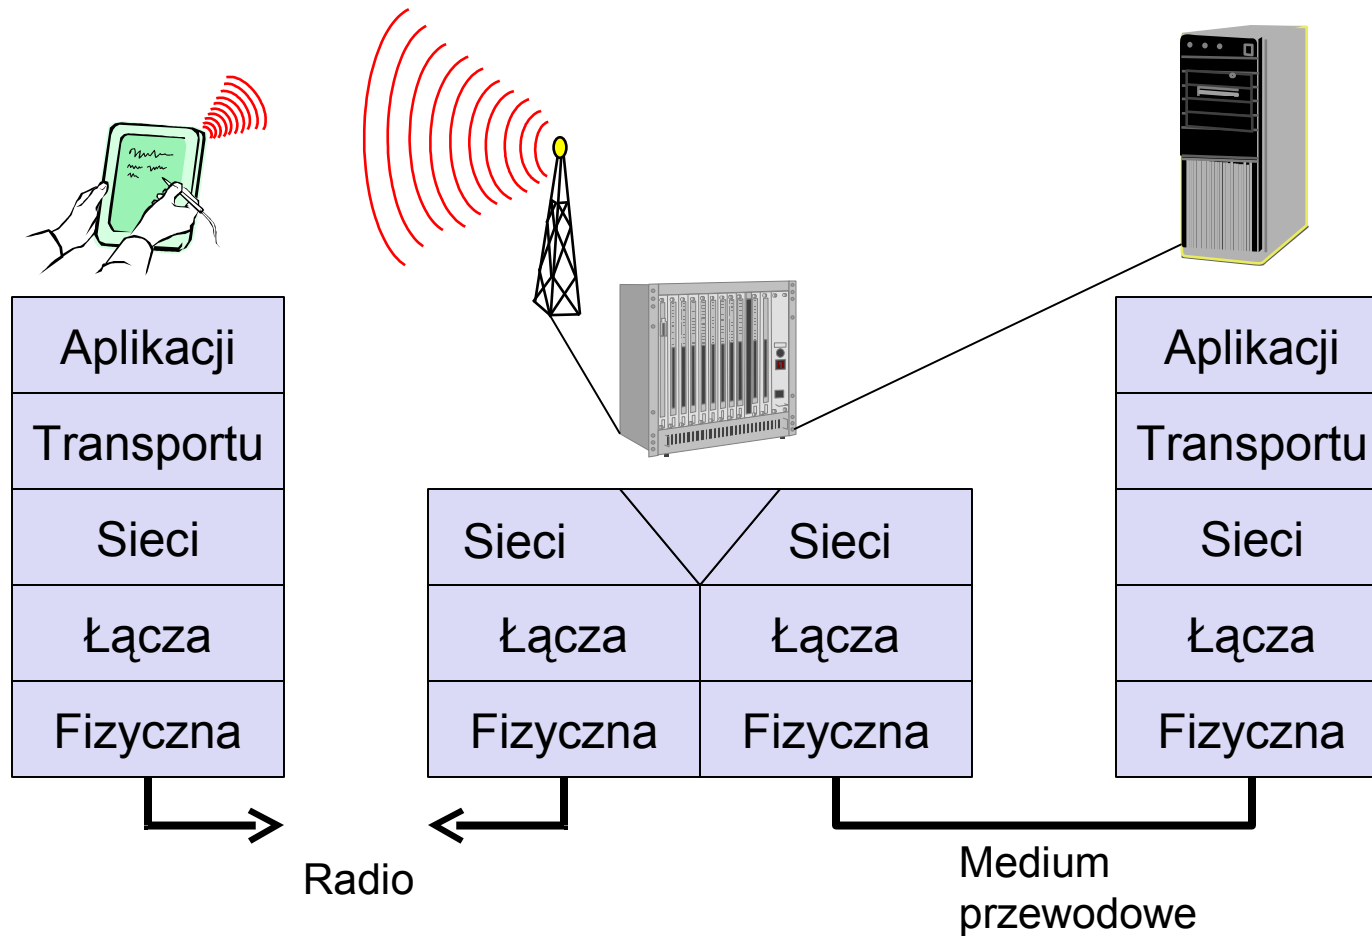 Aplikacji
Transportu
Sieci
Łącza
Fizyczna
Sieci
Sieci
Łącza
Łącza
Fizyczna
Fizyczna
Aplikacji
Transportu
Sieci
Łącza
Fizyczna
Radio
Medium
przewodowe